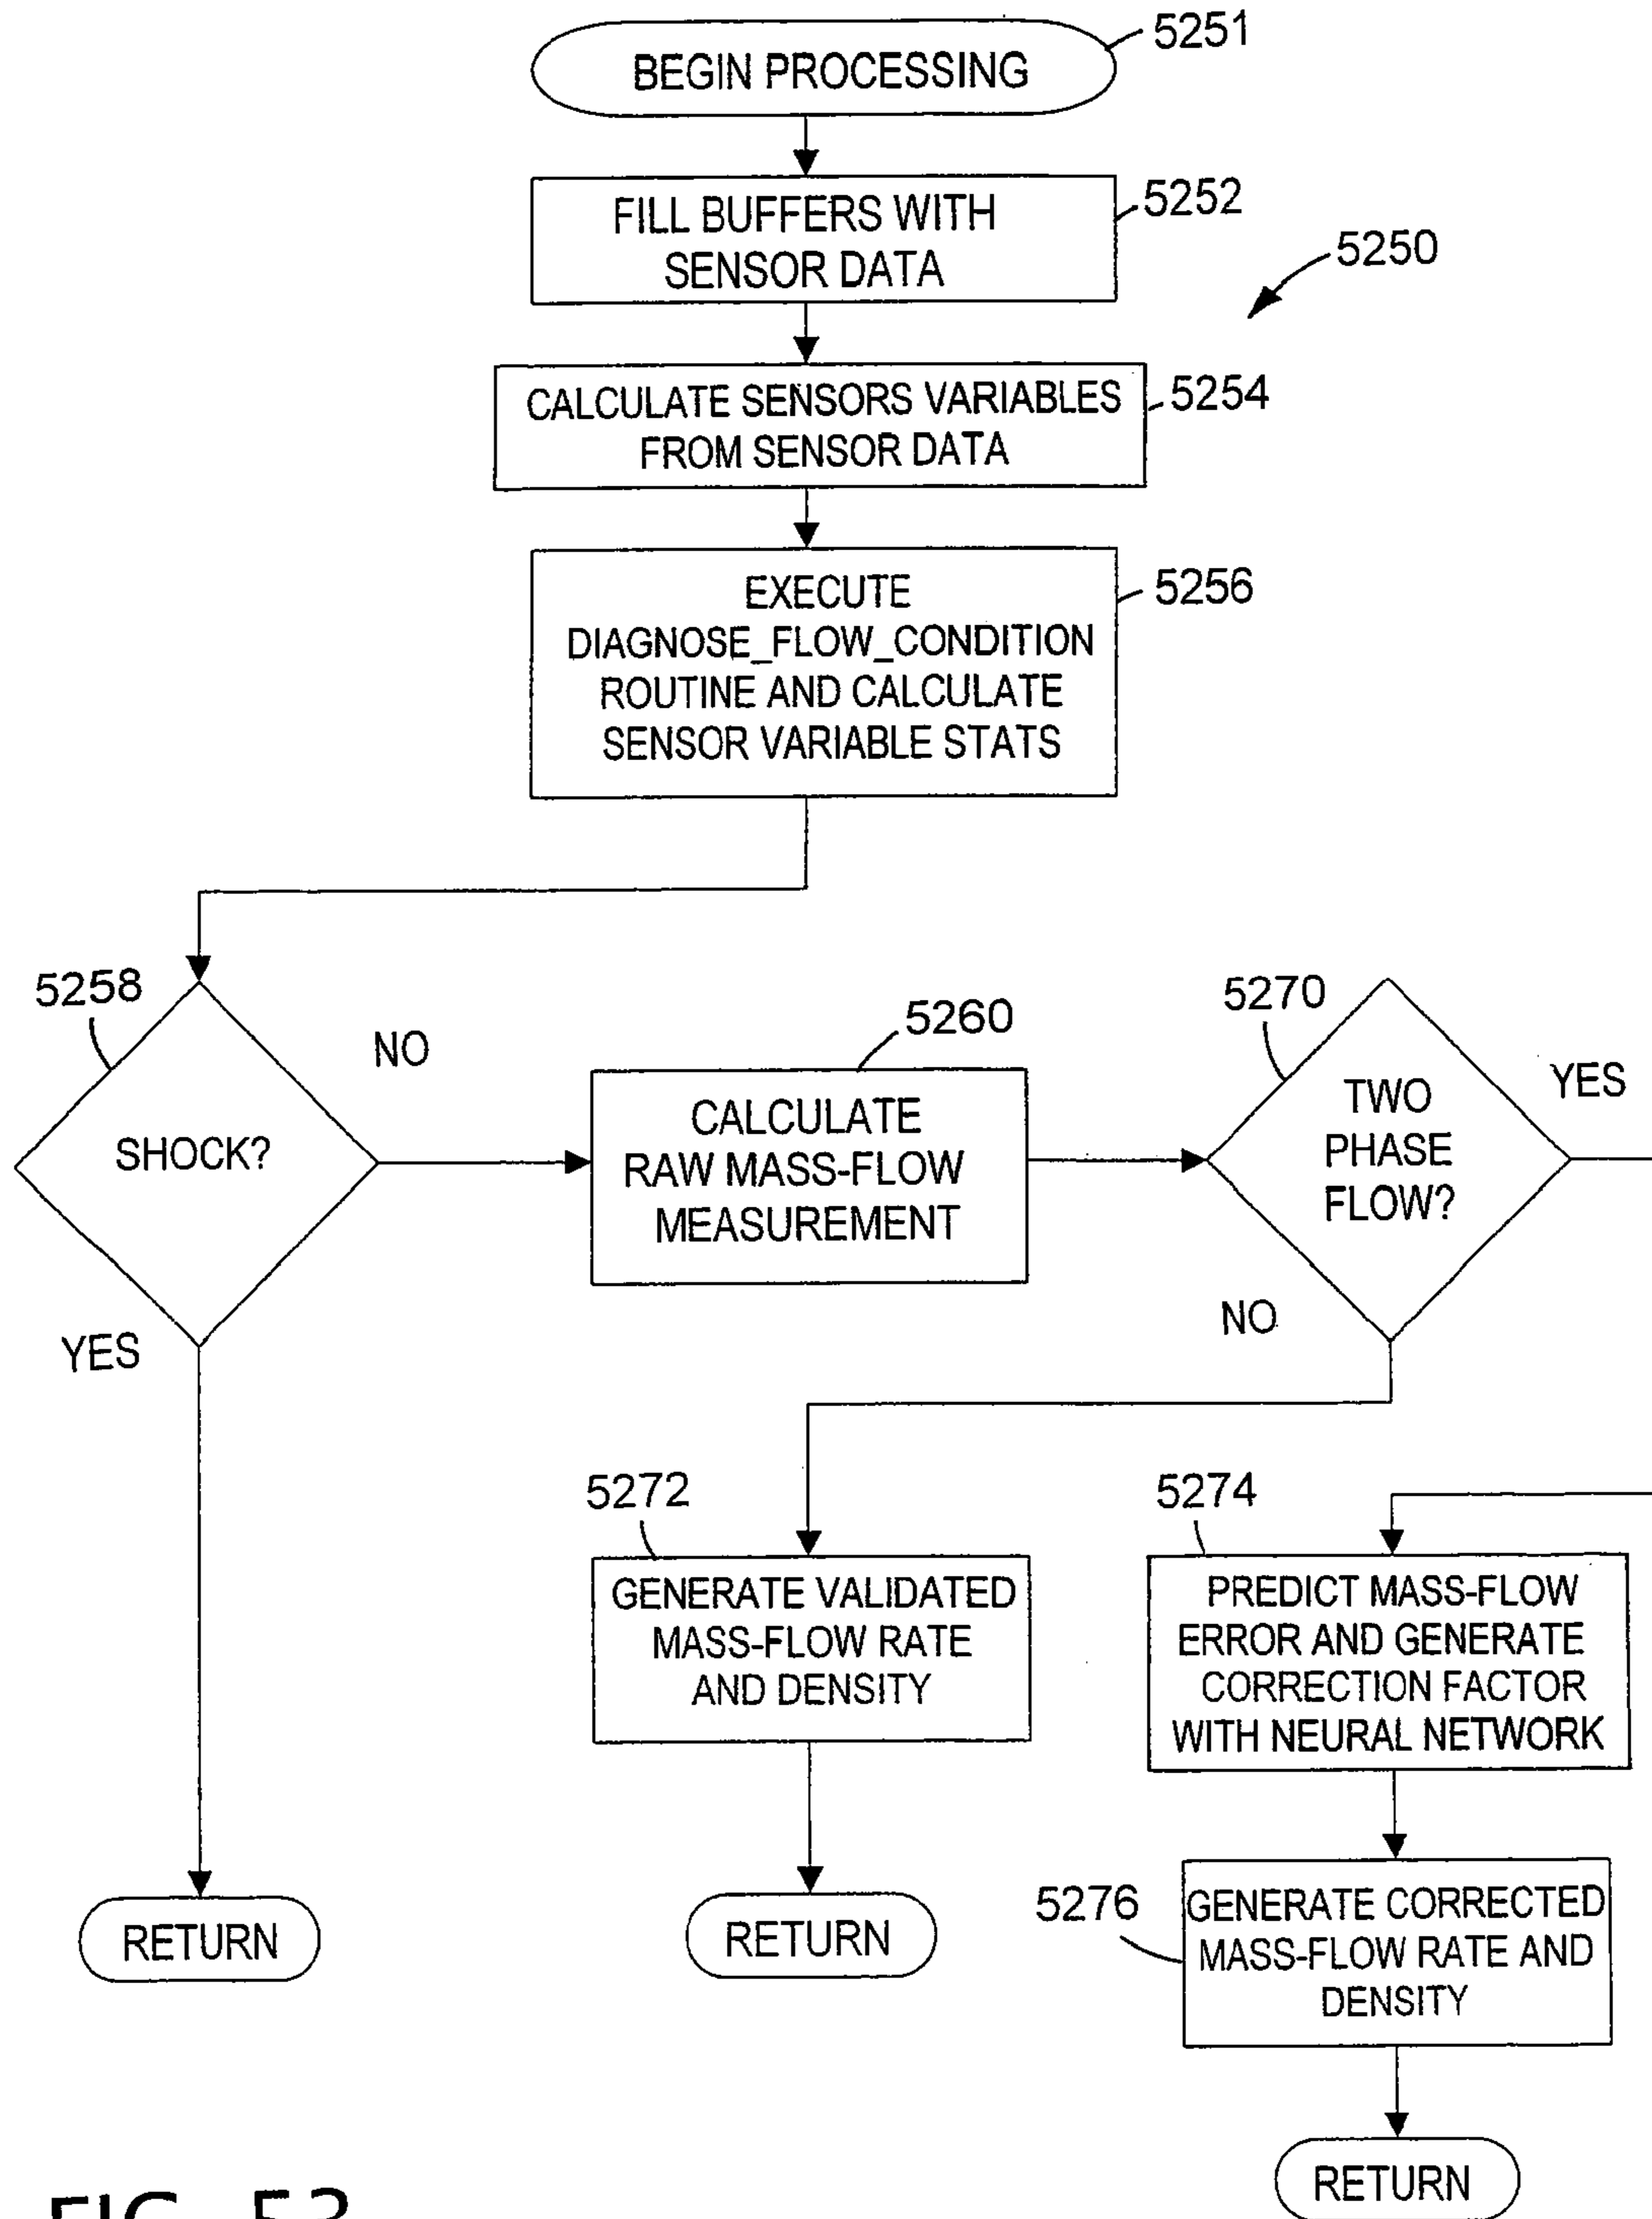 BEGIN PROCESSING
5251
FILL BUFFERS WITH
SENSOR DATA
5252
5250
CALCULATE SENSORS VARIABLES
FROM SENSOR DATA
5254
EXECUTE
DIAGNOSE_FLOW_CONDITION
ROUTINE AND CALCULATE
SENSOR VARIABLE STATS
5256
5258
SHOCK?
NO
YES
5260
CALCULATE
RAW MASS-FLOW
MEASUREMENT
5270
TWO
PHASE
FLOW?
YES
NO
5272
GENERATE VALIDATED
MASS-FLOW RATE
AND DENSITY
5274
PREDICT MASS-FLOW
ERROR AND GENERATE
CORRECTION FACTOR
WITH NEURAL NETWORK
RETURN
RETURN
5276
GENERATE CORRECTED
MASS-FLOW RATE AND
DENSITY
RETURN
FIG. 53